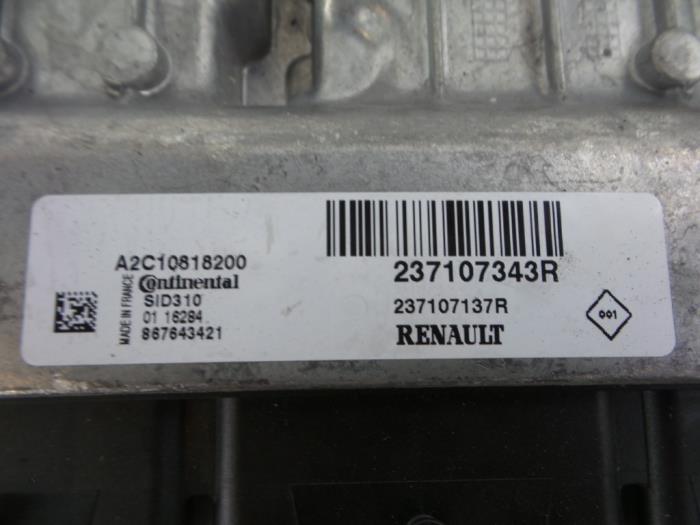 A2C10818200
Continental
SID310
01 16284
867643421
MADE IN FRANCE
237107343R
237107137R
RENAULT
001